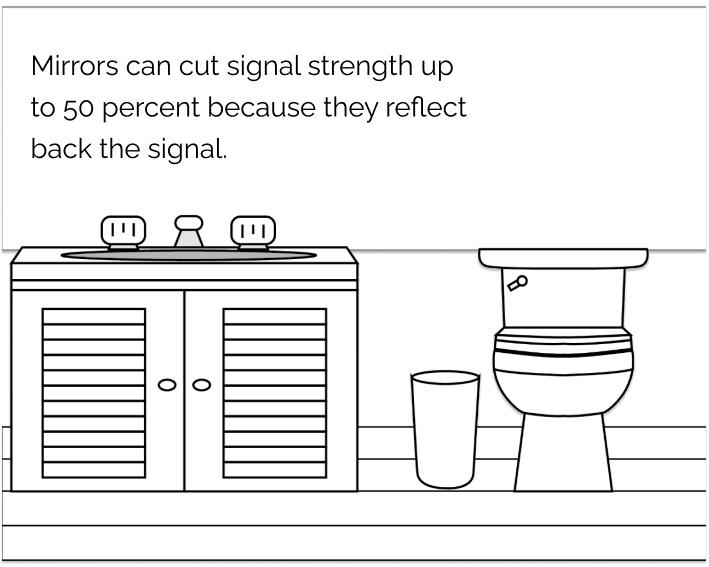 Mirrors can cut signal strength up
to 50 percent because they reflect
back the signal.